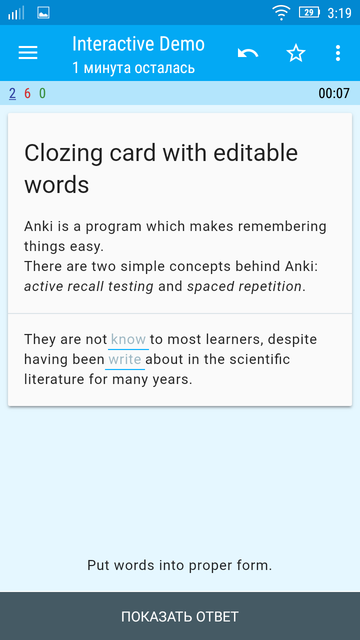 29 3:19
Interactive Demo
1 минута осталась
2 6 0 00:07
Clozing card with editable
words
Anki is a program which makes remembering
things easy.
There are two simple concepts behind Anki:
active recall testing and spaced repetition.
They are not know to most learners, despite
having been write about in the scientific
literature for many years.
Put words into proper form.
ПОКАЗАТЬ ОТВЕТ